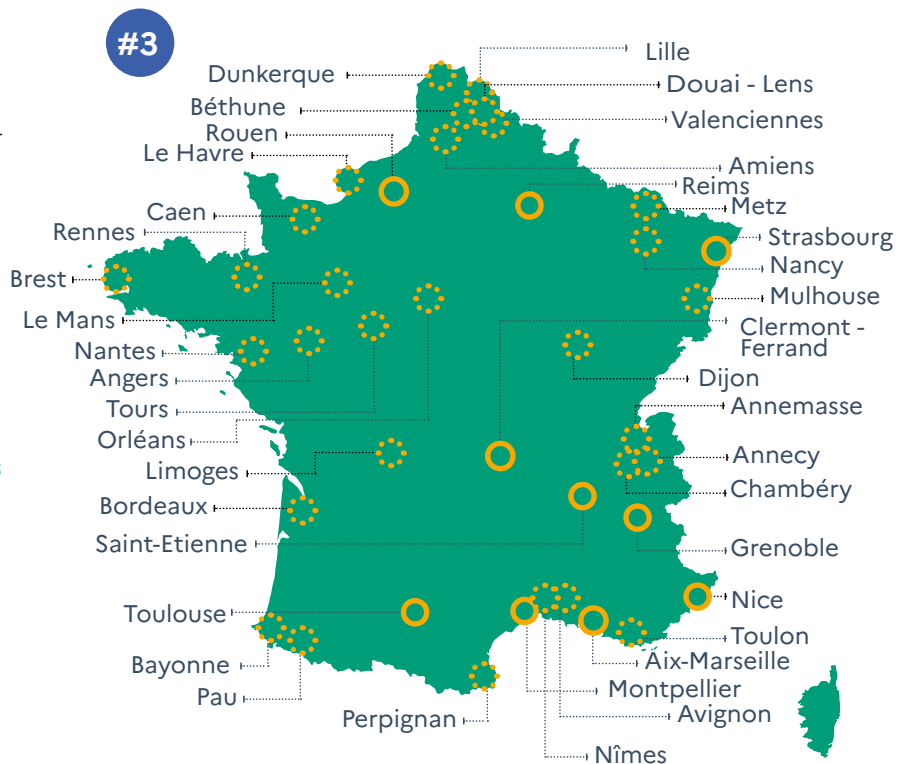 #3
Lille
Dunkerque
Douai - Lens
Béthune
Valenciennes
Rouen
Le Havre
Amiens
Reims
Metz
Caen
Rennes
Strasbourg
Nancy
Brest
Mulhouse
Le Mans
Clermont -
Ferrand
Nantes
Angers
Dijon
Tours
Annemasse
Orléans
Annecy
Limoges
Chambéry
Bordeaux
Saint-Etienne
Grenoble
Nice
Toulouse
Toulon
Bayonne
Aix-Marseille
Montpellier
Pau
Avignon
Perpignan
Nîmes